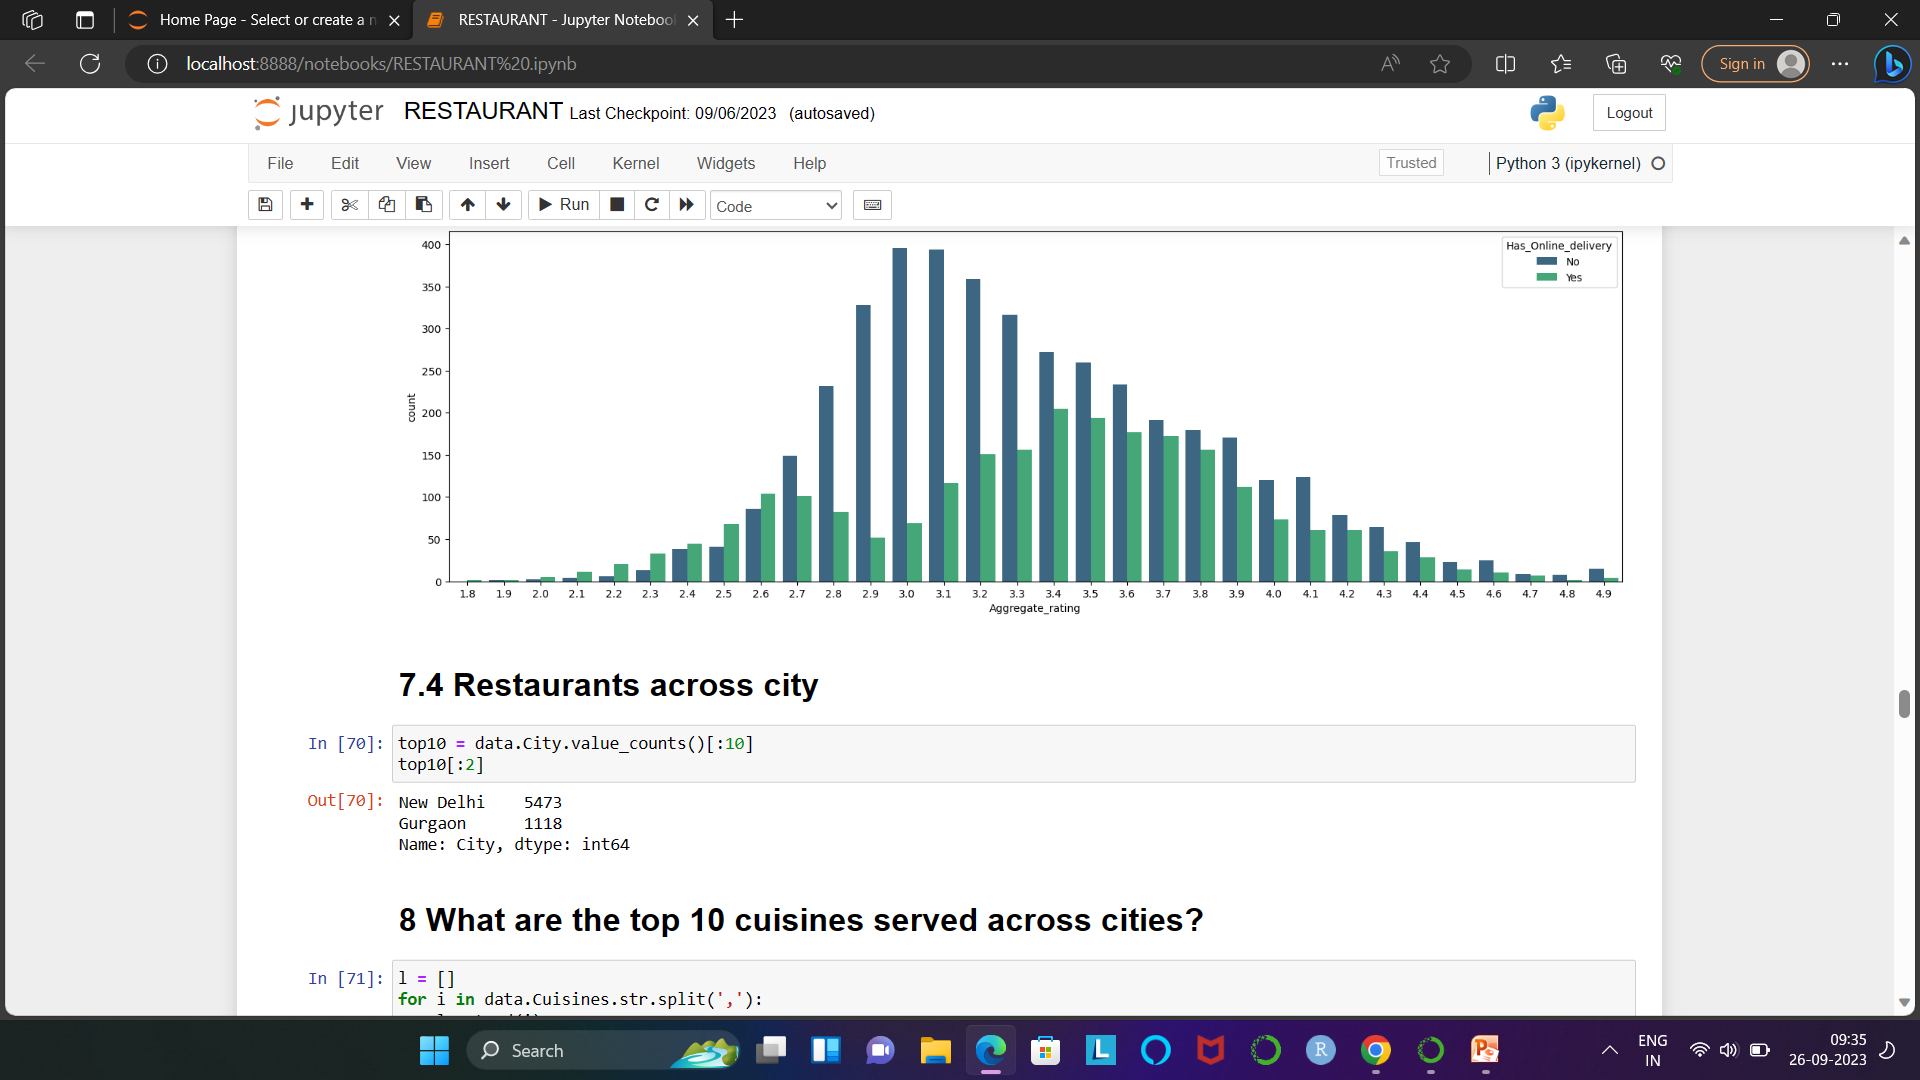 Home Page - Select or create a n
RESTAURANT - Jupyter Notebook
localhost:8888/notebooks/RESTAURANT%20.ipynb
Sign in
jupyter RESTAURANT Last Checkpoint: 09/06/2023 (autosaved)
Logout
File Edit View Insert Cell Kernel Widgets Help
Trusted
Python 3 (ipykernel)
Run
Code
Has_Online_delivery
No
Yes
400
350
300
250
200
150
100
50
0
count
1.8 1.9 2.0 2.1 2.2 2.3 2.4 2.5 2.6 2.7 2.8 2.9 3.0 3.1 3.2 3.3 3.4 3.5 3.6 3.7 3.8 3.9 4.0 4.1 4.2 4.3 4.4 4.5 4.6 4.7 4.8 4.9
Aggregate_rating
7.4 Restaurants across city
In [70]: top10 = data.City.value_counts()[:10]
top10[:2]
Out[70]: New Delhi 5473
Gurgaon 1118
Name: City, dtype: int64
8 What are the top 10 cuisines served across cities?
In [71]: l = []
for i in data.Cuisines.str.split(','):
Search
ENG
IN
09:35
26-09-2023